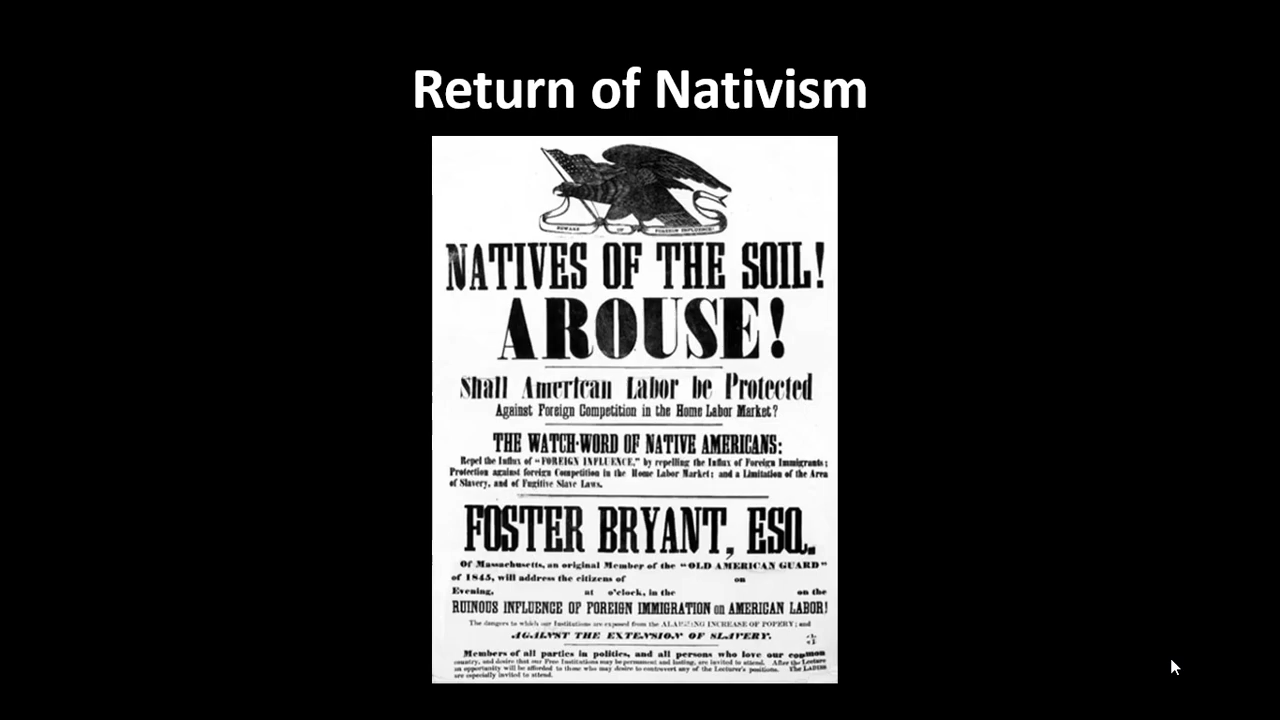 Return of Nativism
BEWARE OF FOREIGN INFLUENCE!
NATIVES OF THE SOIL!
AROUSE!
Shall American Labor be Protected
Against Foreign Competition in the Home Labor Market?
THE WATCH-WORD OF NATIVE AMERICANS:
Repel the Influx of "FOREIGN INFLUENCE," by repelling the Influx of Foreign Immigrants;
Protection against foreign Competition in the Home Labor Market; and a Limitation of the Area
of Slavery, and of Fugitive Slave Laws.
FOSTER BRYANT, ESQ.
Of Massachusetts, an original Member of the "OLD AMERICAN GUARD"
of 1845, will address the citizens of on
Evening, at o'clock, in the on the
RUINOUS INFLUENCE OF FOREIGN IMMIGRATION on AMERICAN LABOR!
The dangers to which our Institutions are exposed from the ALARMING INCREASE OF POPERY; and
AGAINST THE EXTENSION OF SLAVERY.
Members of all parties in politics, and all persons who love our common
country, and desire that our Free Institutions may be permanent and lasting, are invited to attend. After the Lecture
an opportunity will be afforded to those who may desire to controvert any of the Lecturer's positions. The LADIES
are especially invited to attend.